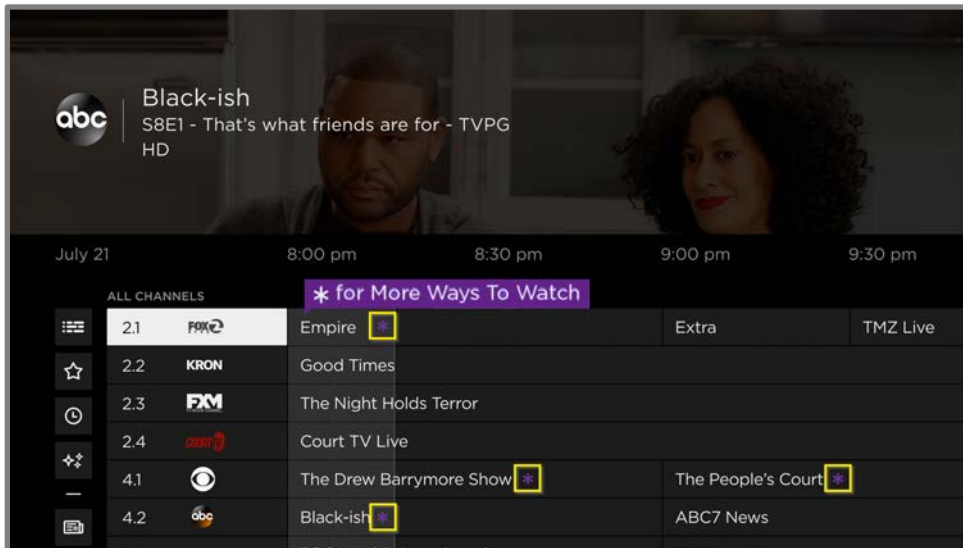 abc
Black-ish
S8E1 - That's what friends are for - TVPG
HD
July 21 8:00 pm 8:30 pm 9:00 pm 9:30 pm
ALL CHANNELS
* for More Ways To Watch
2.1 FOX 2 Empire * Extra TMZ Live
2.2 KRON Good Times
2.3 FXM The Night Holds Terror
2.4 COURT TV Court TV Live
4.1 The Drew Barrymore Show * The People's Court *
4.2 abc Black-ish * ABC7 News